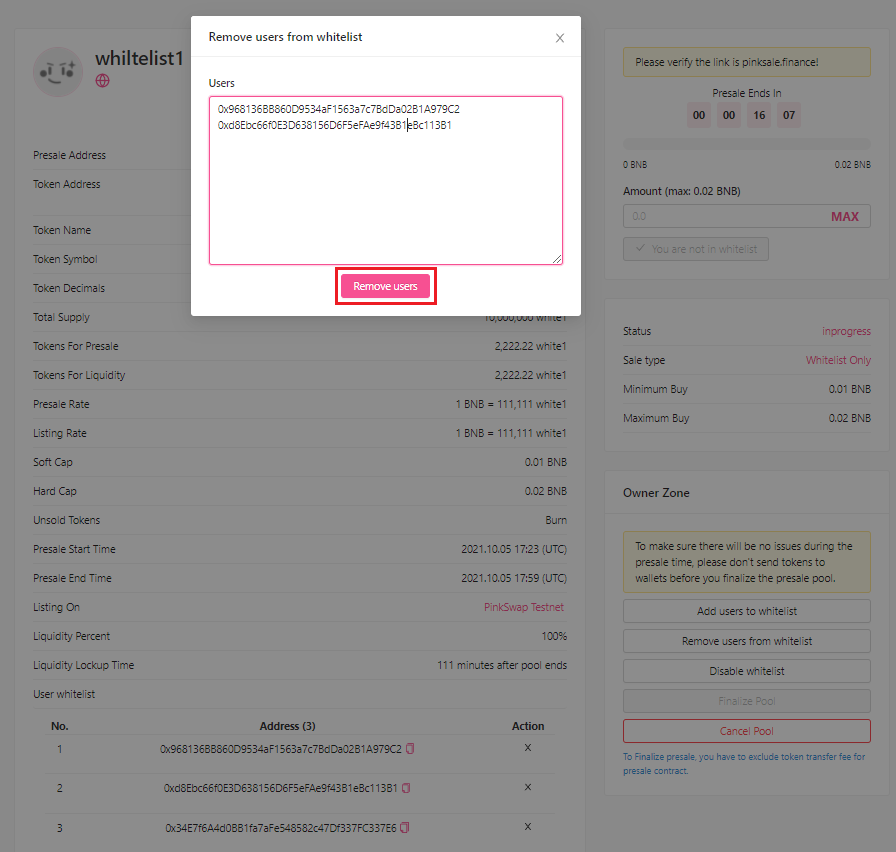 Remove users from whitelist
Users
0x968136BB860D9534aF1563a7c7BdDa02B1A979C2
0xd8Ebc66f0E3D638156D6F5eFAe9f43B1eBc113B1
Remove users
whiltelist1
Presale Address
Token Address
Token Name
Token Symbol
Token Decimals
Total Supply 10,000,000 white1
Tokens For Presale 2,222.22 white1
Tokens For Liquidity 2,222.22 white1
Presale Rate 1 BNB = 111,111 white1
Listing Rate 1 BNB = 111,111 white1
Soft Cap 0.01 BNB
Hard Cap 0.02 BNB
Unsold Tokens Burn
Presale Start Time 2021.10.05 17:23 (UTC)
Presale End Time 2021.10.05 17:59 (UTC)
Listing On PinkSwap Testnet
Liquidity Percent 100%
Liquidity Lockup Time 111 minutes after pool ends
User whitelist
No. Address (3) Action
1 0x968136BB860D9534aF1563a7c7BdDa02B1A979C2 X
2 0xd8Ebc66f0E3D638156D6F5eFAe9f43B1eBc113B1 X
3 0x34E7f6A4d0BB1fa7aFe548582c47Df337FC337E6 X
Please verify the link is pinksale.finance!
Presale Ends In
00 00 16 07
0 BNB 0.02 BNB
Amount (max: 0.02 BNB)
0.0 MAX
You are not in whitelist
Status inprogress
Sale type Whitelist Only
Minimum Buy 0.01 BNB
Maximum Buy 0.02 BNB
Owner Zone
To make sure there will be no issues during the
presale time, please don't send tokens to
wallets before you finalize the presale pool.
Add users to whitelist
Remove users from whitelist
Disable whitelist
Finalize Pool
Cancel Pool
To Finalize presale, you have to exclude token transfer fee for
presale contract.